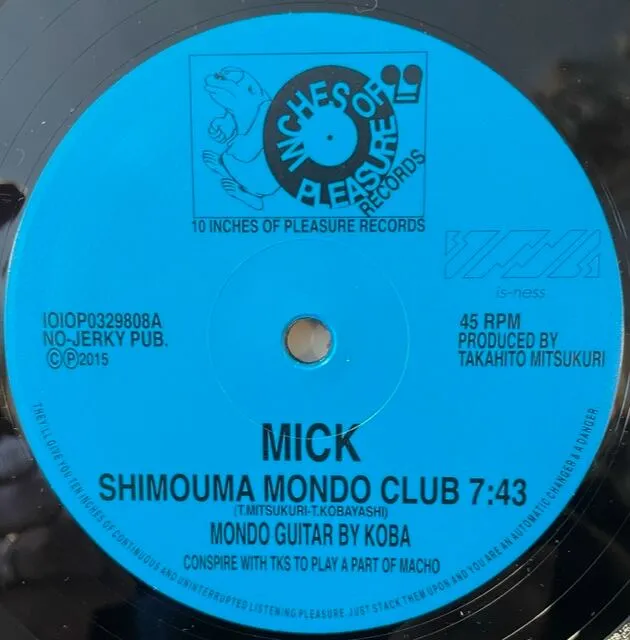 INCHES OF PLEASURE
RECORDS
10 INCHES OF PLEASURE RECORDS
is-ness
IOIOP0329808A
NO-JERKY PUB.
©℗2015
45 RPM
PRODUCED BY
TAKAHITO MITSUKURI
MICK
SHIMOUMA MONDO CLUB 7:43
(T.MITSUKURI-T.KOBAYASHI)
MONDO GUITAR BY KOBA
CONSPIRE WITH TKS TO PLAY A PART OF MACHO
THEY'LL GIVE YOU TEN INCHES OF CONTINUOUS AND UNINTERRUPTED LISTENING PLEASURE. JUST STACK THEM UPON AND YOU ARE AN AUTOMATIC CHANGER & A DANGER